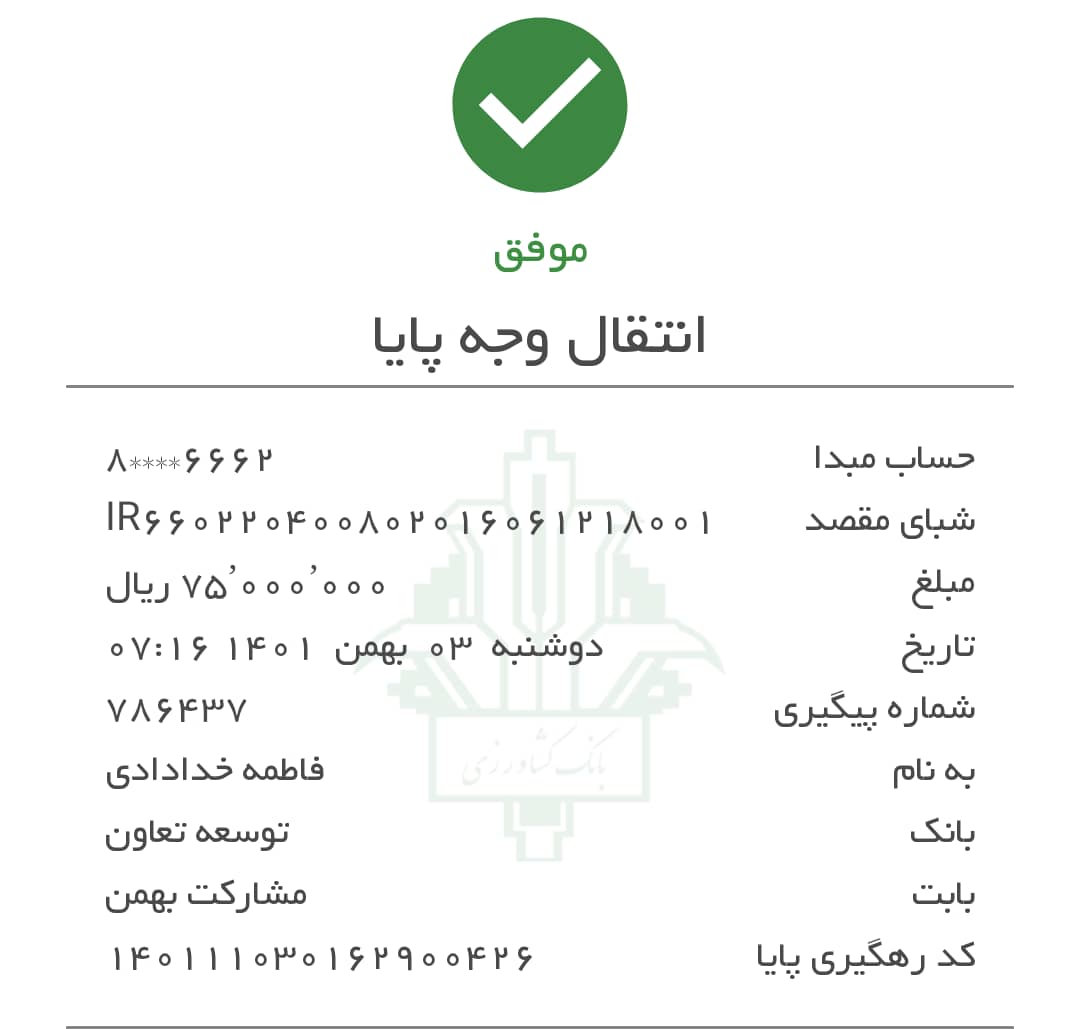 موفق
انتقال وجه پایا
حساب مبدا ۸****۶۶۶۲
شبای مقصد IR۶۶۰۲۲۰۴۰۰۸۰۲۰۱۶۰۶۱۲۱۸۰۰۱
مبلغ ۷۵٬۰۰۰٬۰۰۰ ریال
تاریخ دوشنبه ۰۳ بهمن ۱۴۰۱ ۰۷:۱۶
شماره پیگیری ۷۸۶۴۳۷
به نام فاطمه خدادادی
بانک کشاورزی
بانک توسعه تعاون
بابت مشارکت بهمن
کد رهگیری پایا ۱۴۰۱۱۱۰۳۰۱۶۲۹۰۰۴۲۶